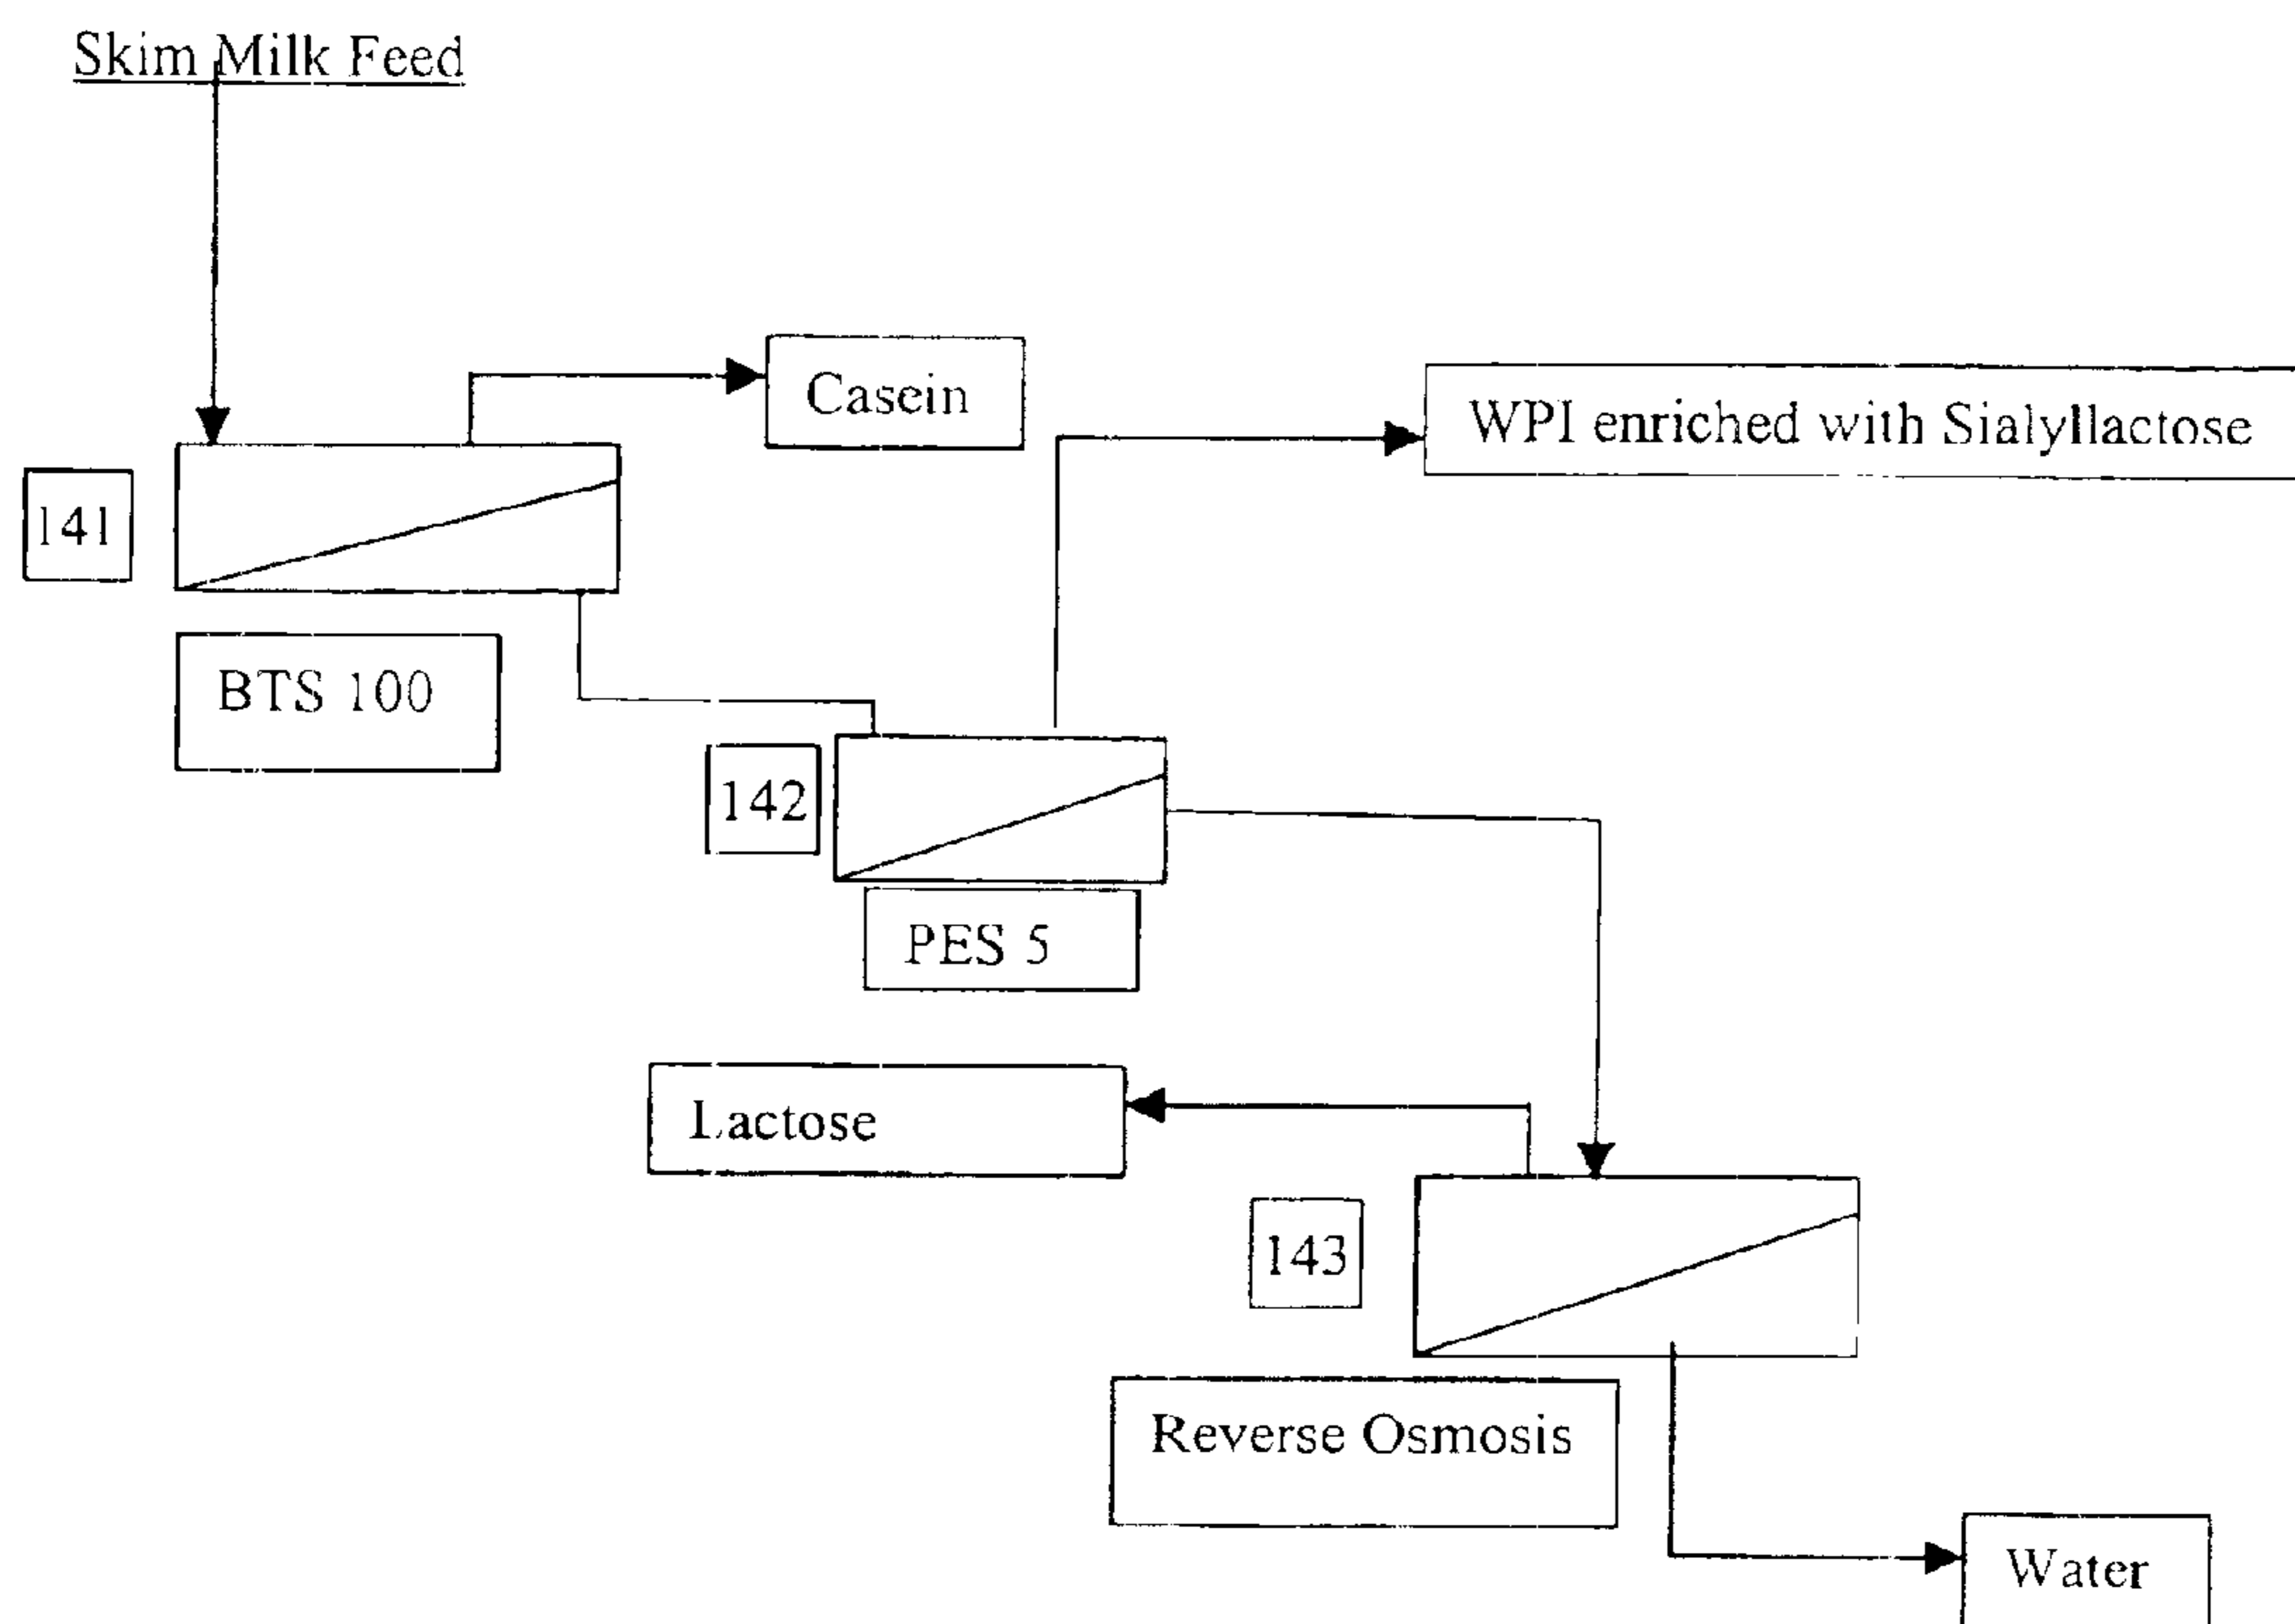 Skim Milk Feed
Casein
WPI enriched with Sialyllactose
141
BTS 100
142
PES 5
Lactose
143
Reverse Osmosis
Water